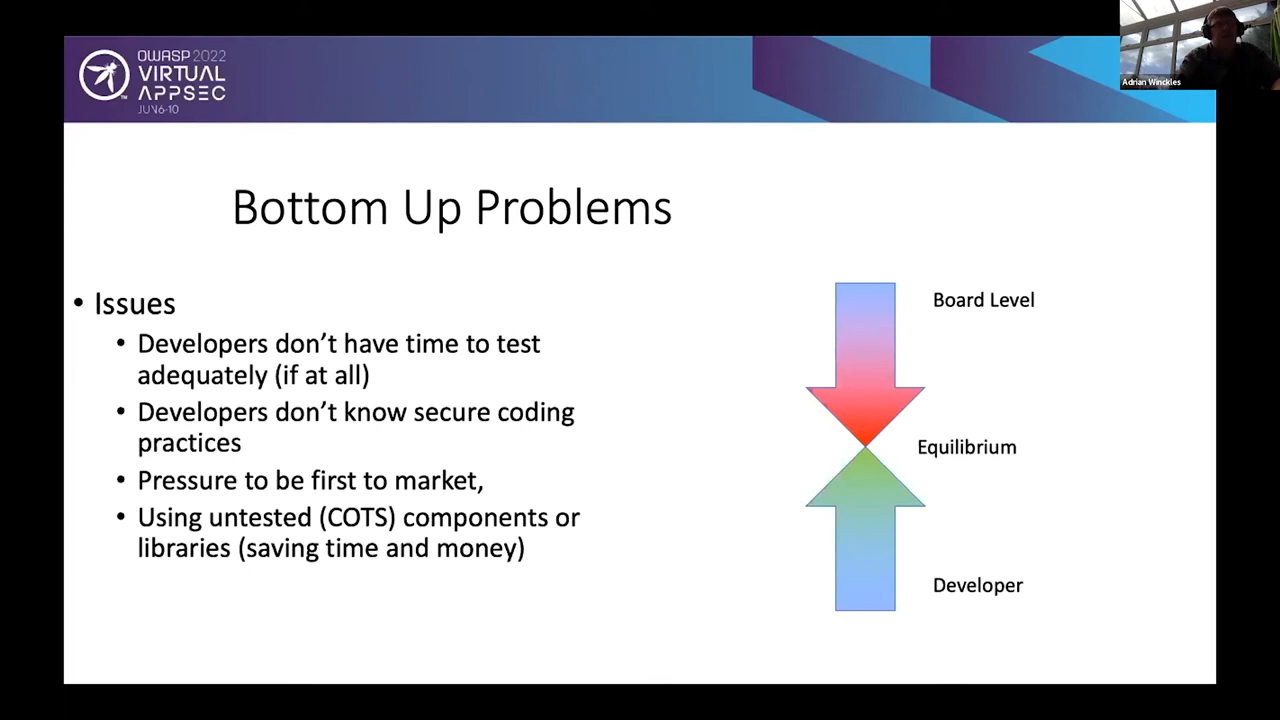 OWASP 2022
VIRTUAL
APPSEC
JUN 6-10
Adrian Winckles
Bottom Up Problems
• Issues
• Developers don’t have time to test
adequately (if at all)
• Developers don’t know secure coding
practices
• Pressure to be first to market,
• Using untested (COTS) components or
libraries (saving time and money)
Board Level
Equilibrium
Developer